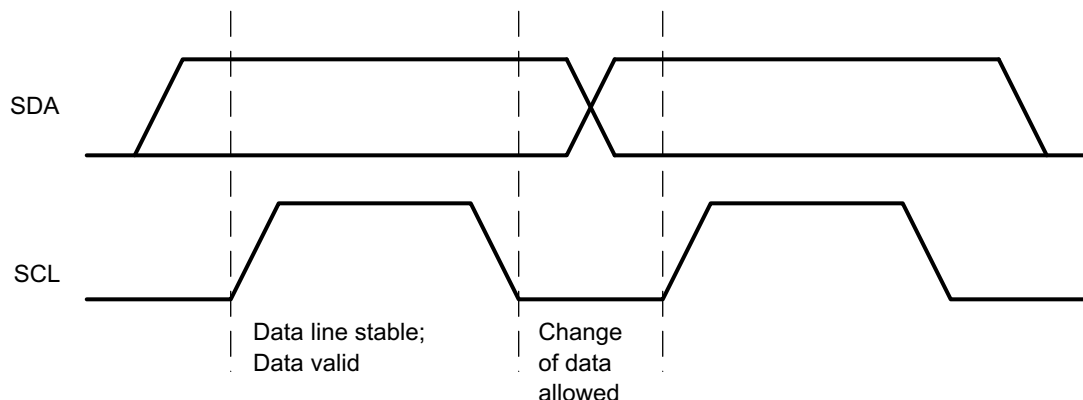 SDA
SCL
Data line stable;
Data valid
Change
of data
allowed